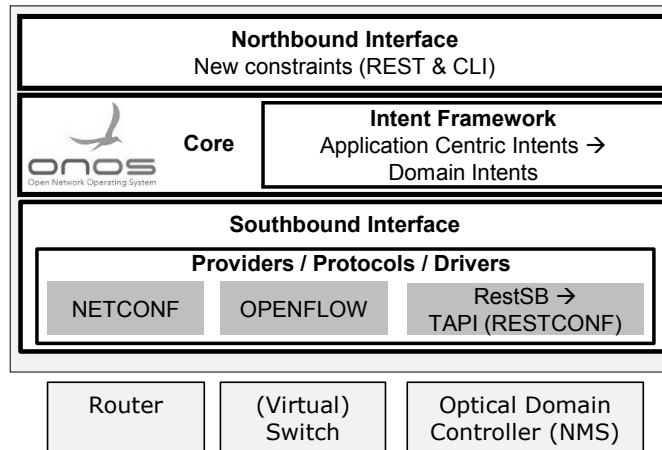 Northbound Interface
New constraints (REST & CLI)
onos
Open Network Operating System
Core
Intent Framework
Application Centric Intents →
Domain Intents
Southbound Interface
Providers / Protocols / Drivers
NETCONF
OPENFLOW
RestSB →
TAPI (RESTCONF)
Router
(Virtual)
Switch
Optical Domain
Controller (NMS)